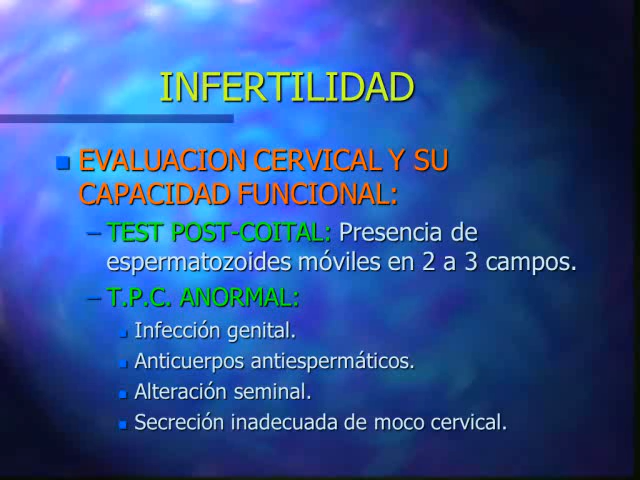 INFERTILIDAD
EVALUACION CERVICAL Y SU
CAPACIDAD FUNCIONAL:
– TEST POST-COITAL: Presencia de
espermatozoides móviles en 2 a 3 campos.
– T.P.C. ANORMAL:
Infección genital.
Anticuerpos antiespermáticos.
Alteración seminal.
Secreción inadecuada de moco cervical.